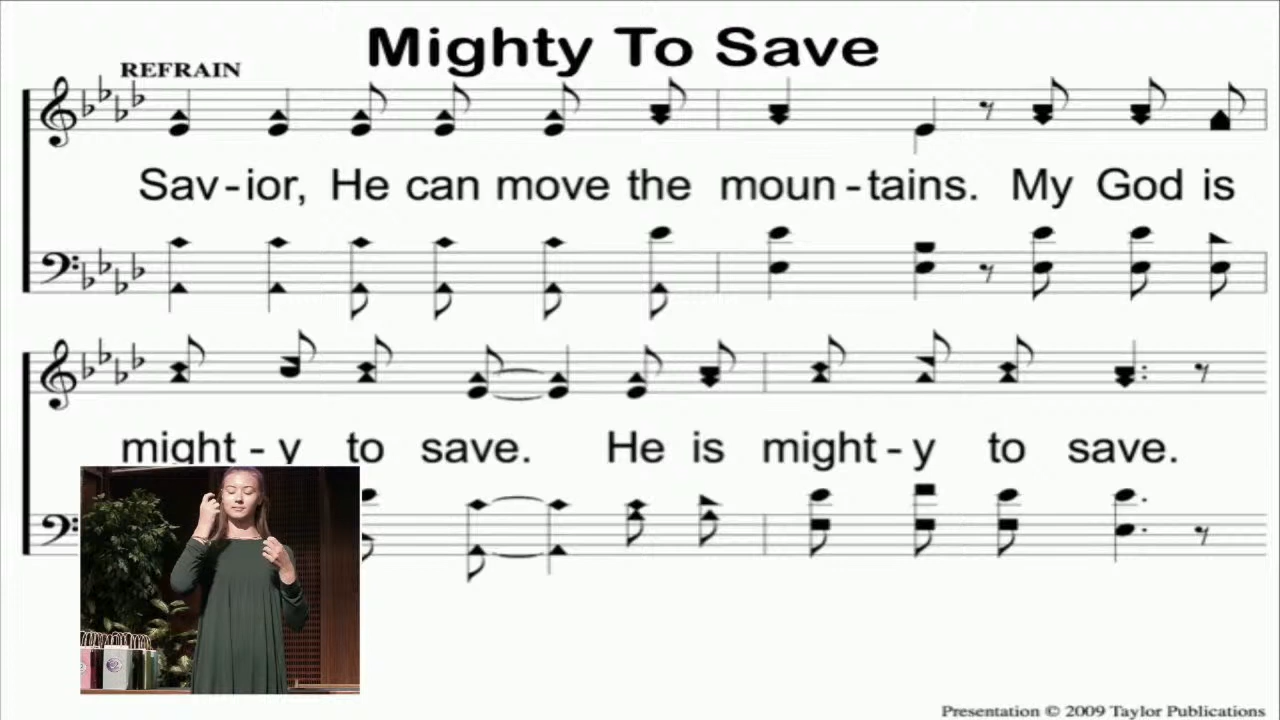 Mighty To Save
REFRAIN
Sav-ior, He can move the moun-tains. My God is
might-y to save. He is might-y to save.
Presentation © 2009 Taylor Publications